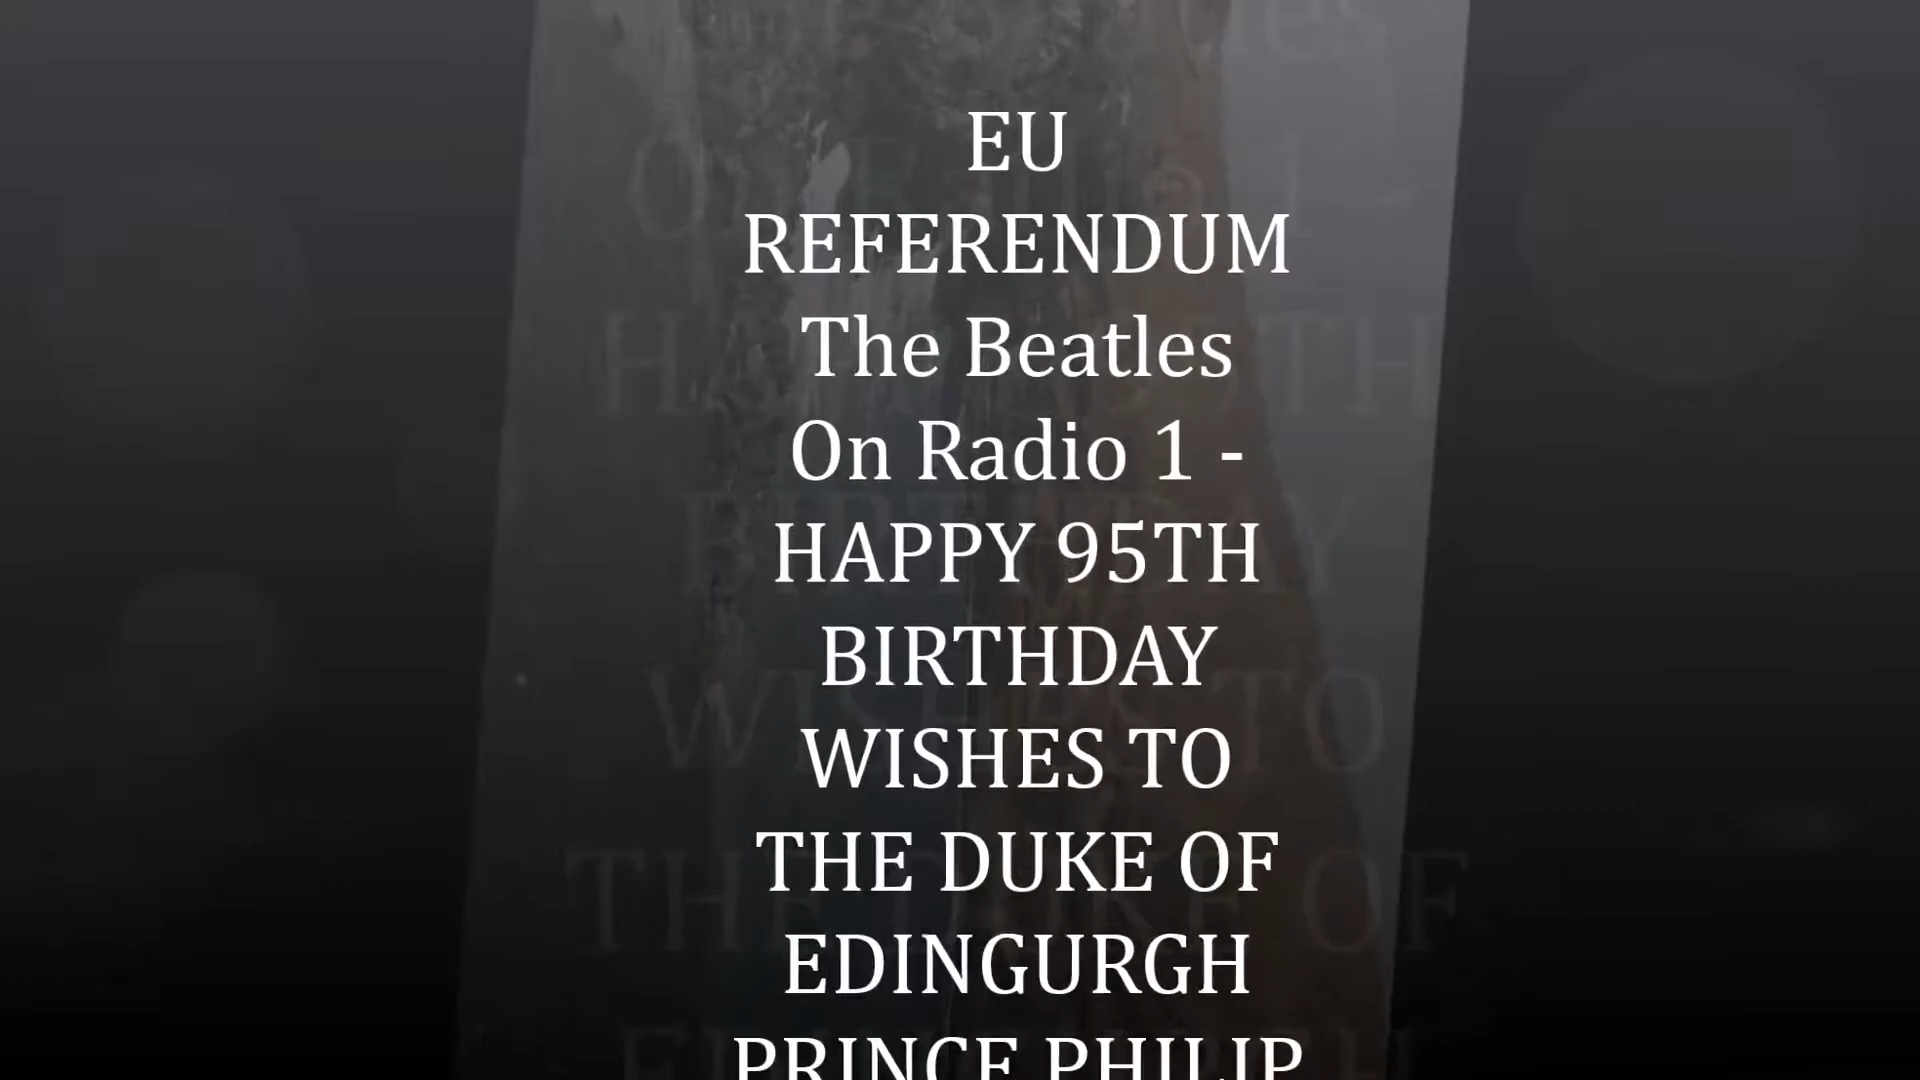 EU
REFERENDUM
The Beatles
On Radio 1 -
HAPPY 95TH
BIRTHDAY
WISHES TO
THE DUKE OF
EDINGURGH
PRINCE PHILIP